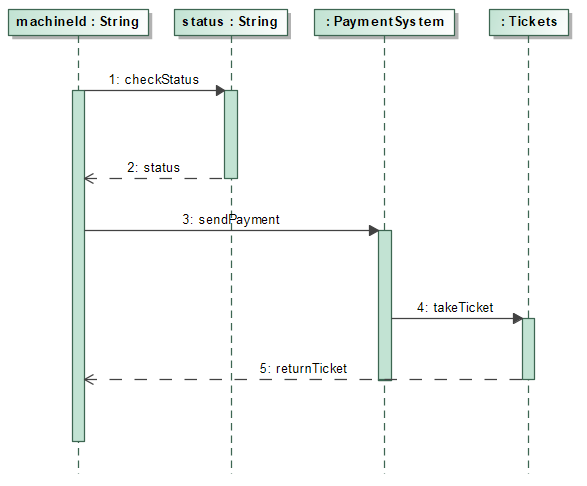 machineId : String
status : String
: PaymentSystem
: Tickets
1: checkStatus
2: status
3: sendPayment
4: takeTicket
5: returnTicket